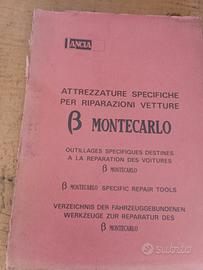 LANCIA
ATTREZZATURE SPECIFICHE
PER RIPARAZIONI VETTURE
β MONTECARLO
OUTILLAGES SPECIFIQUES DESTINES
A LA REPARATION DES VOITURES
β MONTECARLO
β MONTECARLO SPECIFIC REPAIR TOOLS
VERZEICHNIS DER FAHRZEUGGEBUNDENEN
WERKZEUGE ZUR REPARATUR DES
β MONTECARLO
subito